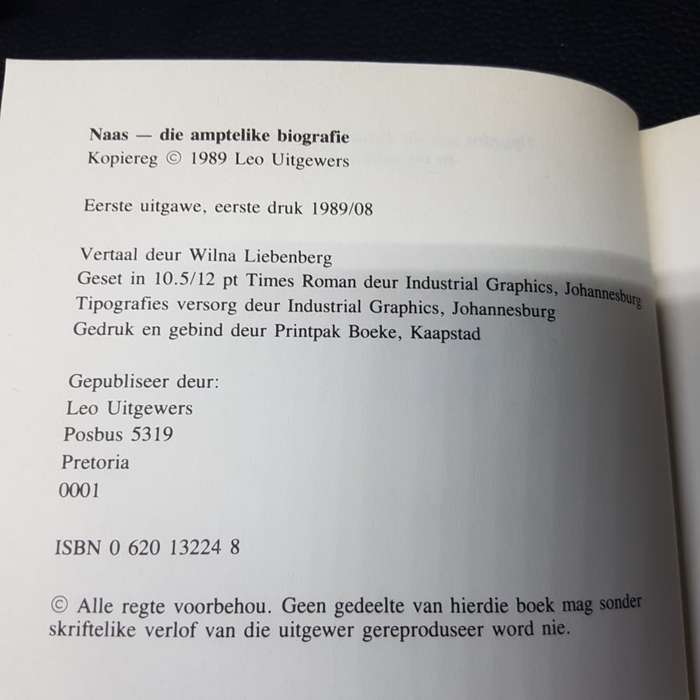 Naas — die amptelike biografie
Kopiereg © 1989 Leo Uitgewers
Eerste uitgawe, eerste druk 1989/08
Vertaal deur Wilna Liebenberg
Geset in 10.5/12 pt Times Roman deur Industrial Graphics, Johannesburg
Tipografies versorg deur Industrial Graphics, Johannesburg
Gedruk en gebind deur Printpak Boeke, Kaapstad
Gepubliseer deur:
Leo Uitgewers
Posbus 5319
Pretoria
0001
ISBN 0 620 13224 8
© Alle regte voorbehou. Geen gedeelte van hierdie boek mag sonder
skriftelike verlof van die uitgewer gereproduseer word nie.